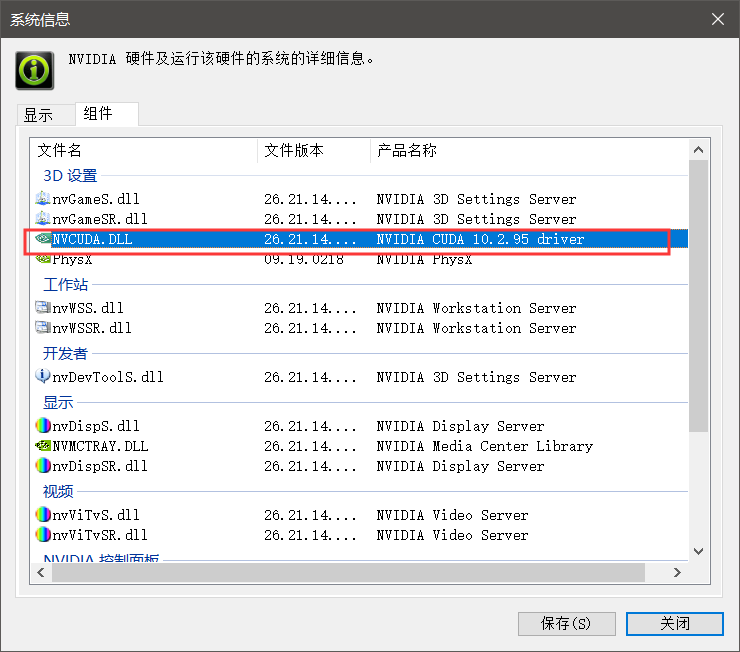 系统信息
NVIDIA 硬件及运行该硬件的系统的详细信息。
显示 组件
文件名 文件版本 产品名称
3D 设置
nvGameS.dll 26.21.14.... NVIDIA 3D Settings Server
nvGameSR.dll 26.21.14.... NVIDIA 3D Settings Server
NVCUDA.DLL 26.21.14.... NVIDIA CUDA 10.2.95 driver
PhysX 09.19.0218 NVIDIA PhysX
工作站
nvWSS.dll 26.21.14.... NVIDIA Workstation Server
nvWSSR.dll 26.21.14.... NVIDIA Workstation Server
开发者
nvDevToolS.dll 26.21.14.... NVIDIA 3D Settings Server
显示
nvDispS.dll 26.21.14.... NVIDIA Display Server
NVMCTRAY.DLL 26.21.14.... NVIDIA Media Center Library
nvDispSR.dll 26.21.14.... NVIDIA Display Server
视频
nvViTvS.dll 26.21.14.... NVIDIA Video Server
nvViTvSR.dll 26.21.14.... NVIDIA Video Server
NVIDIA 控制面板
保存(S) 关闭